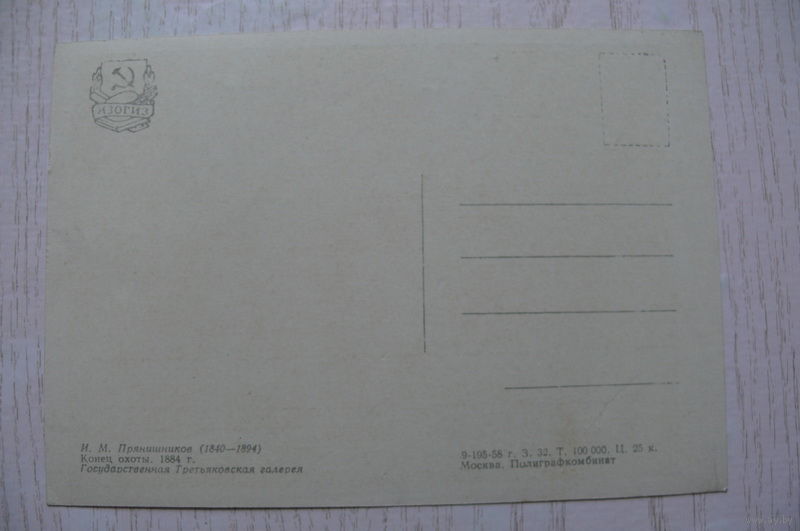 ИЗОГИЗ
И. М. Прянишников (1840—1894)
Конец охоты. 1884 г.
Государственная Третьяковская галерея
9-195-58 г. З. 32. Т. 100 000. Ц. 25 к.
Москва. Полиграфкомбинат